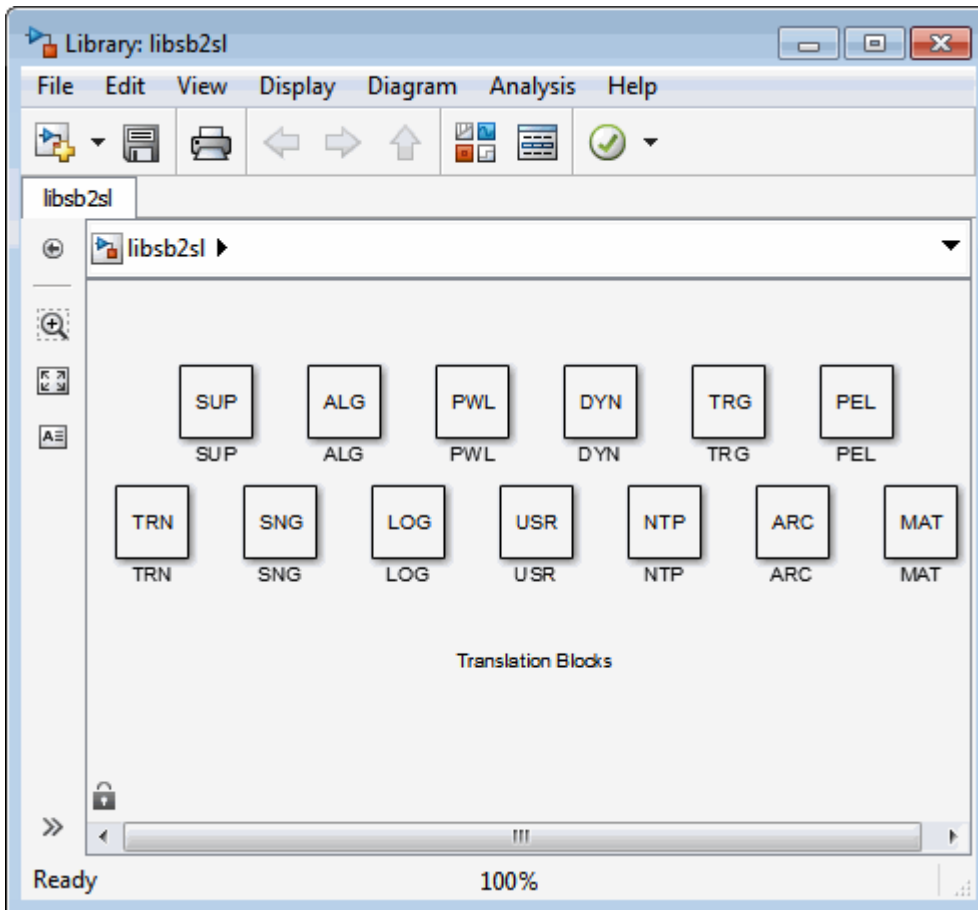 Library: libsb2sl
File Edit View Display Diagram Analysis Help
libsb2sl
libsb2sl
SUP ALG PWL DYN TRG PEL
SUP ALG PWL DYN TRG PEL
TRN SNG LOG USR NTP ARC MAT
TRN SNG LOG USR NTP ARC MAT
Translation Blocks
Ready 100%